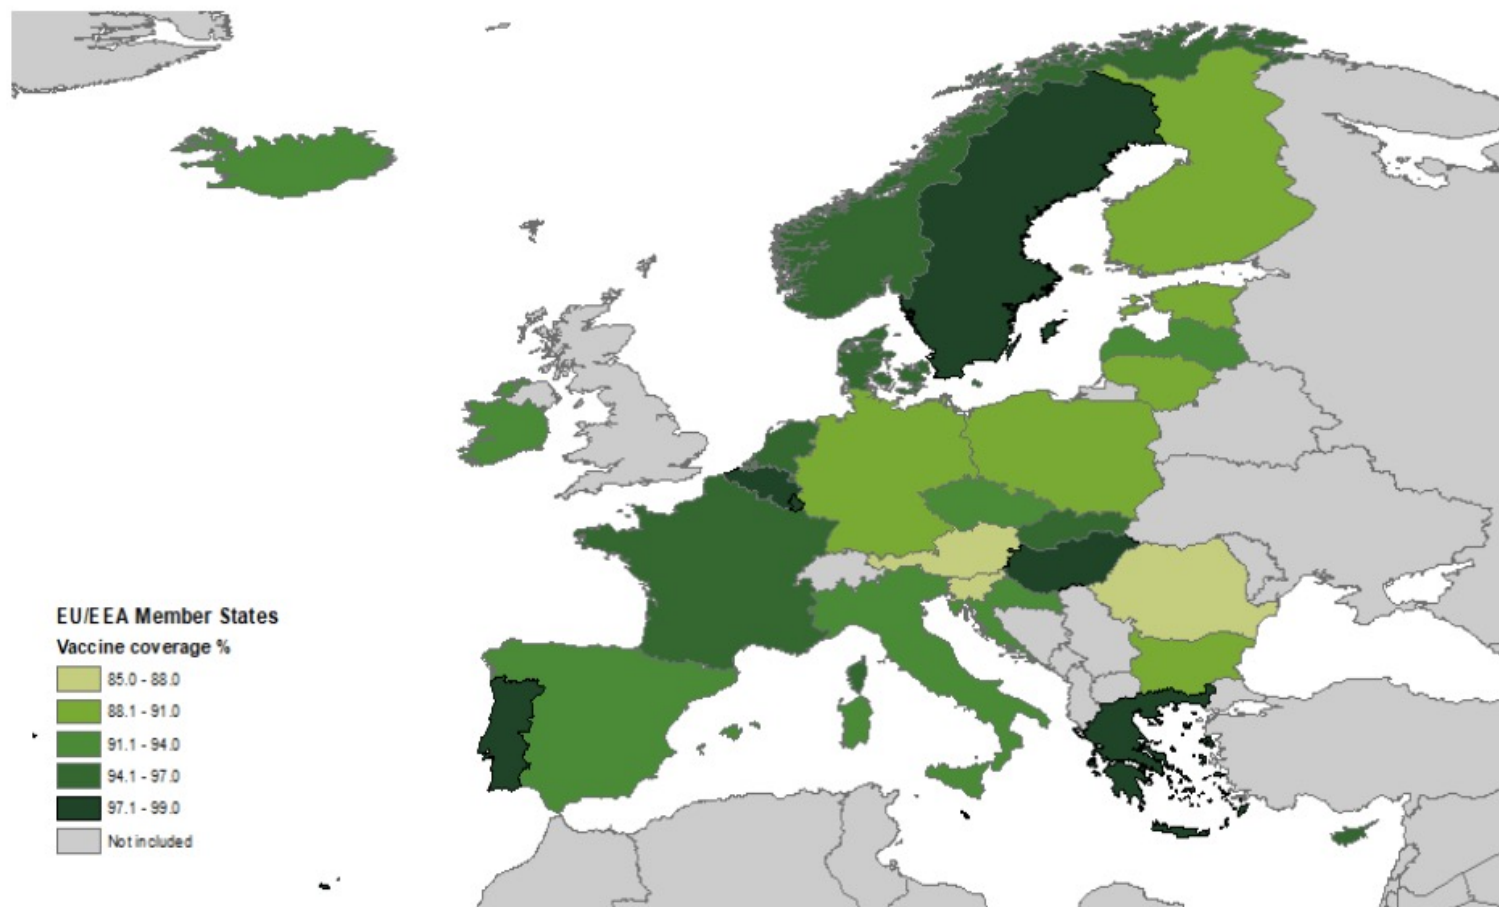 EU/EEA Member States
Vaccine coverage %
85.0 - 88.0
88.1 - 91.0
91.1 - 94.0
94.1 - 97.0
97.1 - 99.0
Not included